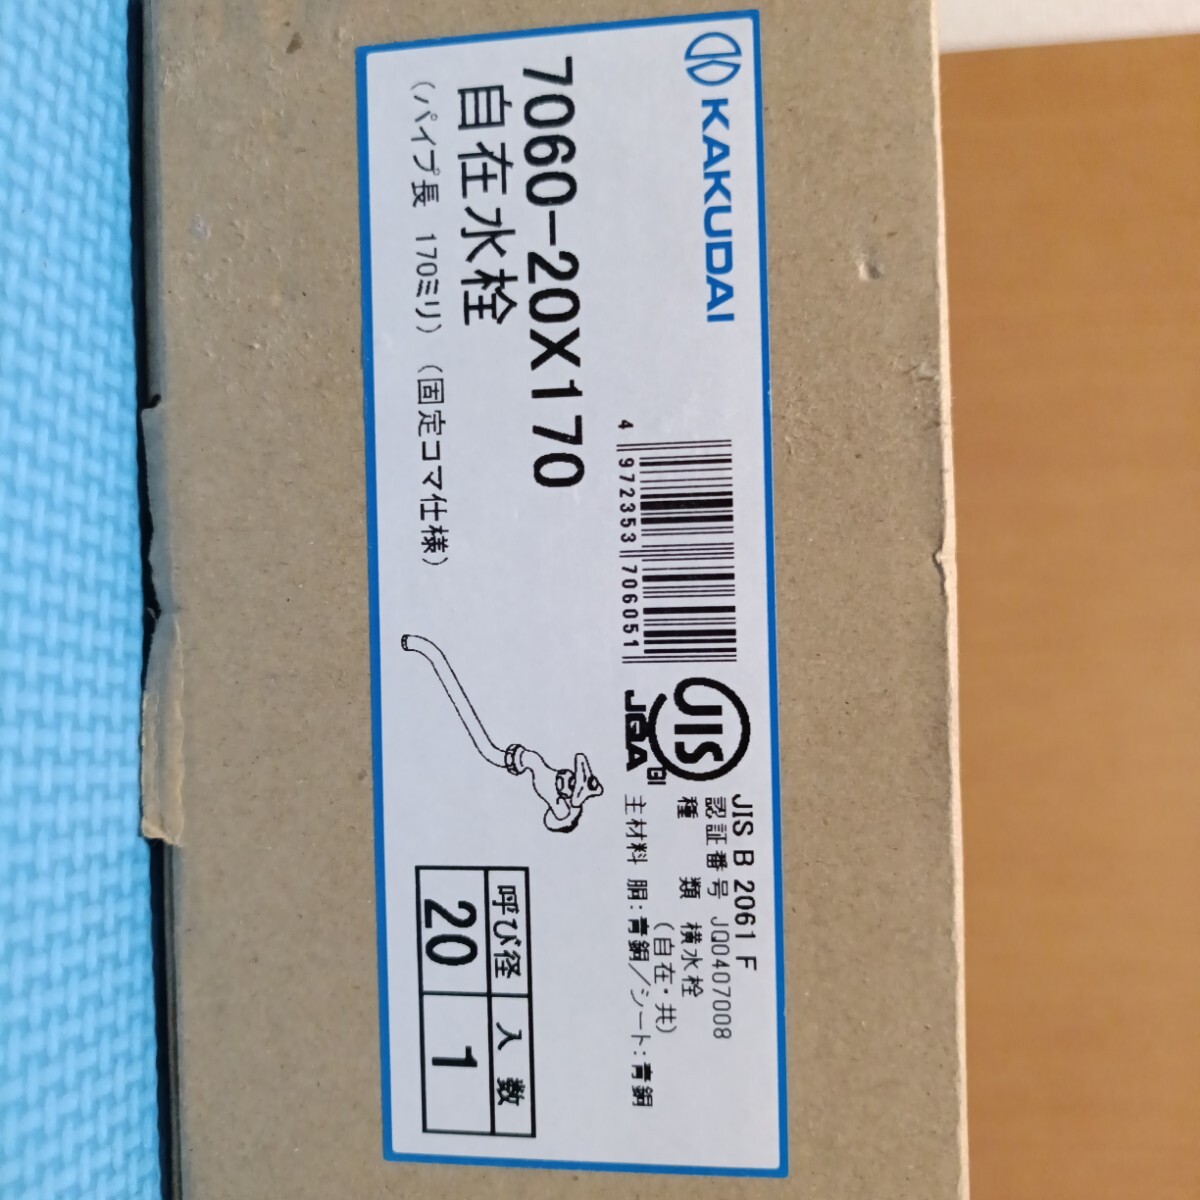 KAKUDAI
7060-20X170
自在水栓
(パイプ長 170ミリ) (固定コマ仕様)
4 972353 706051
JIS
JQA
JIS B 2061 F
認証番号 JQ0407008
種 類 横水栓
(自在・共)
主材料 胴:青銅/シート:青銅
呼び径 入 数
20 1